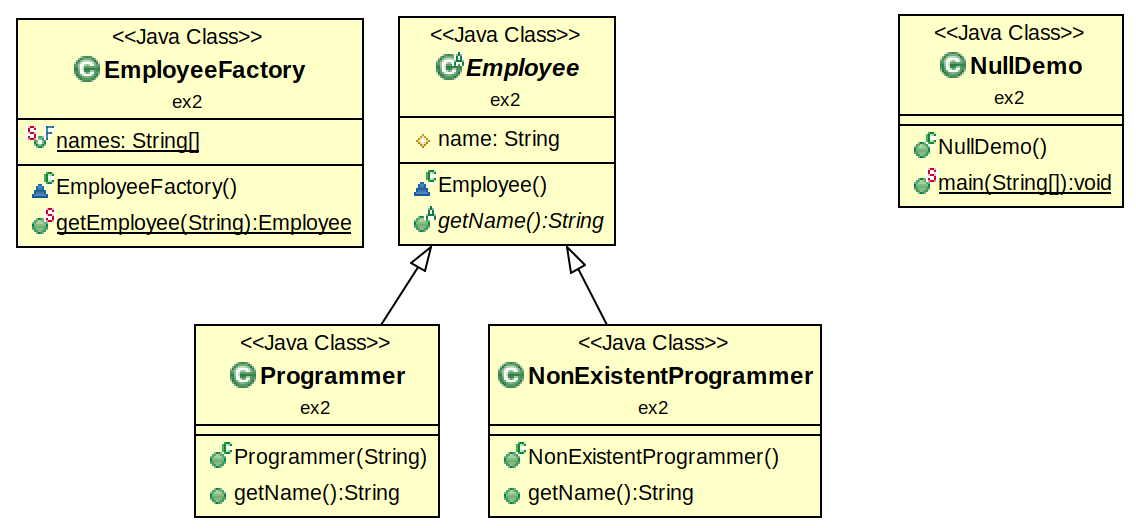 <<Java Class>>
EmployeeFactory
ex2
names: String[]
EmployeeFactory()
getEmployee(String):Employee
<<Java Class>>
Employee
ex2
name: String
Employee()
getName():String
<<Java Class>>
NullDemo
ex2
NullDemo()
main(String[]):void
<<Java Class>>
Programmer
ex2
Programmer(String)
getName():String
<<Java Class>>
NonExistentProgrammer
ex2
NonExistentProgrammer()
getName():String